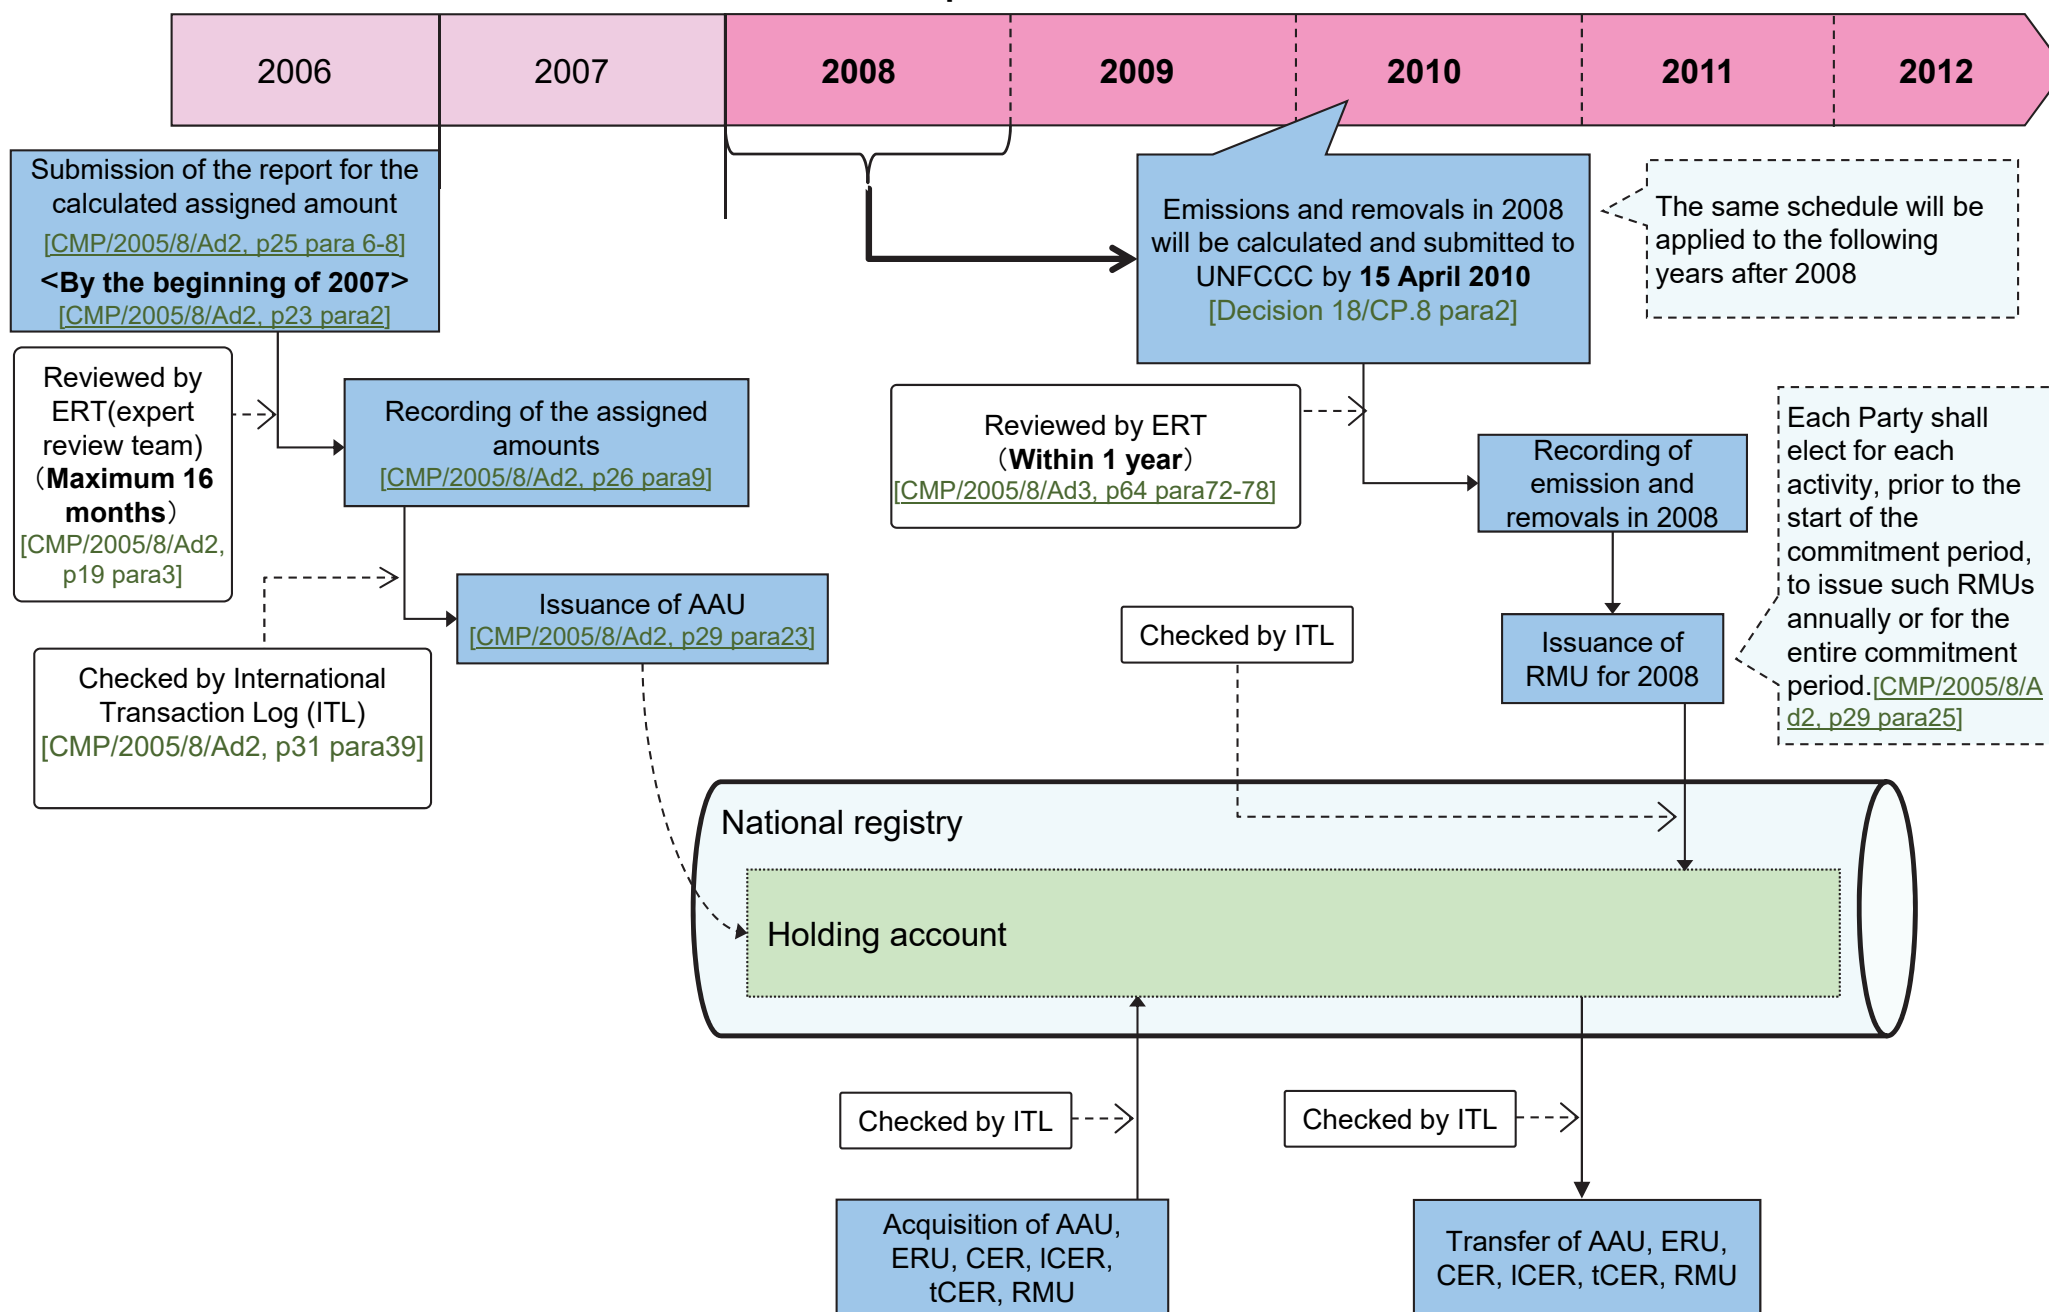 2006
2007
2008
2009
2010
2011
2012
Submission of the report for the
calculated assigned amount
[CMP/2005/8/Ad2, p25 para 6-8]
<By the beginning of 2007>
[CMP/2005/8/Ad2, p23 para2]
Emissions and removals in 2008
will be calculated and submitted to
UNFCCC by 15 April 2010
[Decision 18/CP.8 para2]
The same schedule will be
applied to the following
years after 2008
Reviewed by
ERT(expert
review team)
（Maximum 16
months）
[CMP/2005/8/Ad2,
p19 para3]
Recording of the assigned
amounts
[CMP/2005/8/Ad2, p26 para9]
Reviewed by ERT
（Within 1 year）
[CMP/2005/8/Ad3, p64 para72-78]
Recording of
emission and
removals in 2008
Each Party shall
elect for each
activity, prior to the
start of the
commitment period,
to issue such RMUs
annually or for the
entire commitment
period.[CMP/2005/8/A
d2, p29 para25]
Issuance of AAU
[CMP/2005/8/Ad2, p29 para23]
Checked by ITL
Issuance of
RMU for 2008
Checked by International
Transaction Log (ITL)
[CMP/2005/8/Ad2, p31 para39]
National registry
Holding account
Checked by ITL
Checked by ITL
Acquisition of AAU,
ERU, CER, lCER,
tCER, RMU
Transfer of AAU, ERU,
CER, lCER, tCER, RMU